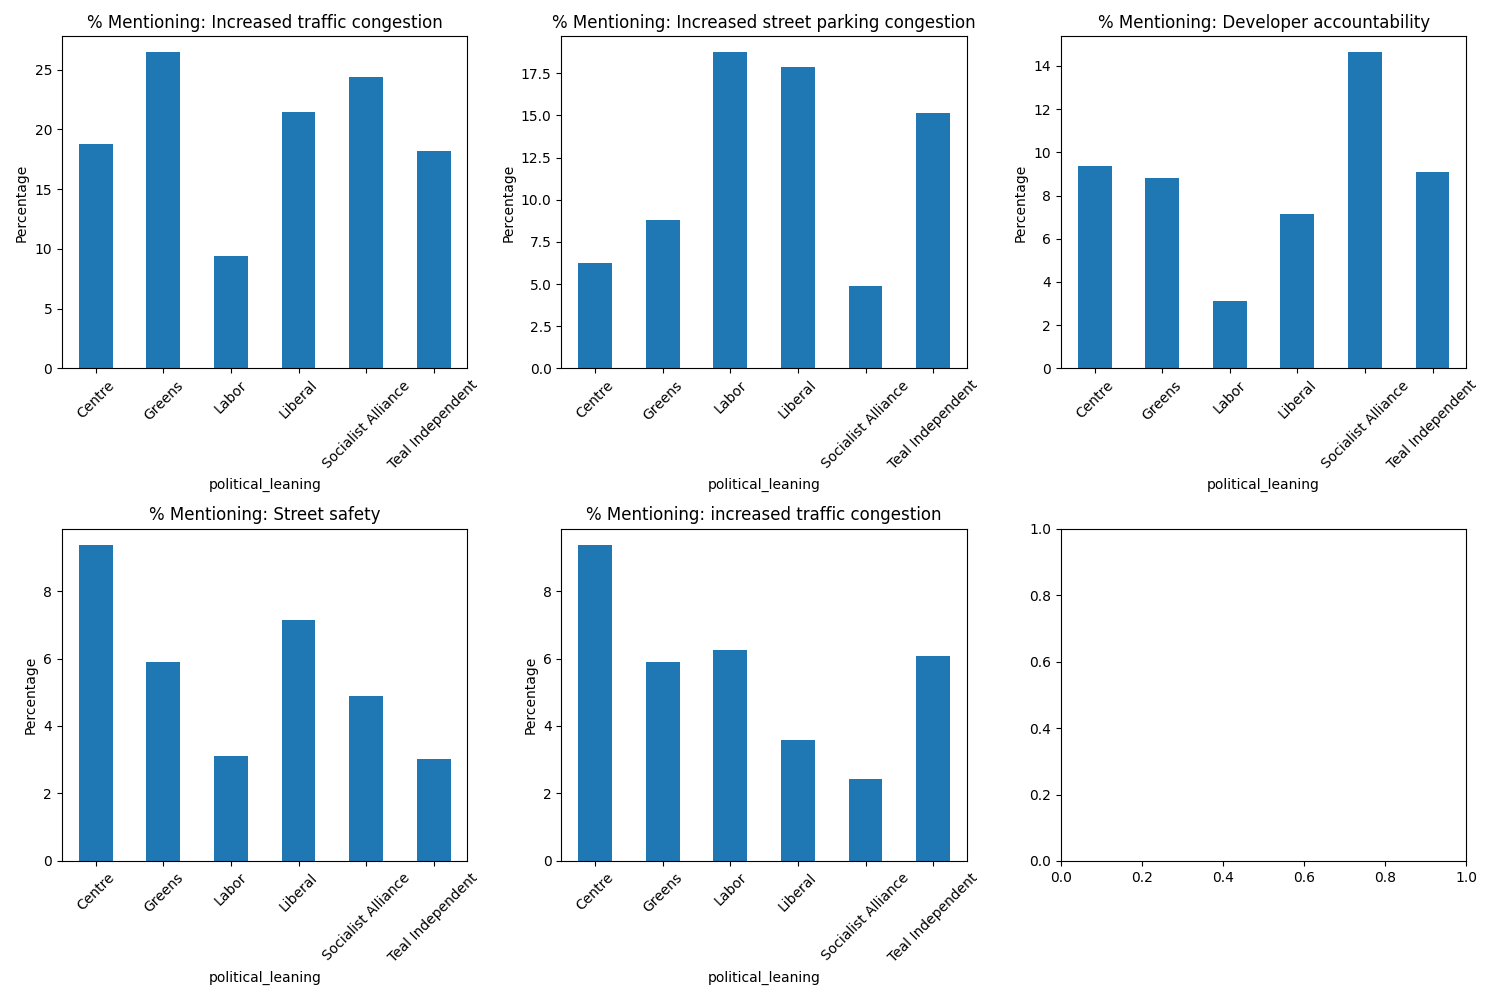 % Mentioning: Increased traffic congestion
Percentage
25
20
15
10
5
0
Centre
Greens
Labor
Liberal
Socialist Alliance
Teal Independent
political_leaning
% Mentioning: Increased street parking congestion
Percentage
17.5
15.0
12.5
10.0
7.5
5.0
2.5
0.0
Centre
Greens
Labor
Liberal
Socialist Alliance
Teal Independent
political_leaning
% Mentioning: Developer accountability
Percentage
14
12
10
8
6
4
2
0
Centre
Greens
Labor
Liberal
Socialist Alliance
Teal Independent
political_leaning
% Mentioning: Street safety
Percentage
8
6
4
2
0
Centre
Greens
Labor
Liberal
Socialist Alliance
Teal Independent
political_leaning
% Mentioning: increased traffic congestion
Percentage
8
6
4
2
0
Centre
Greens
Labor
Liberal
Socialist Alliance
Teal Independent
political_leaning
1.0
0.8
0.6
0.4
0.2
0.0
0.0 0.2 0.4 0.6 0.8 1.0